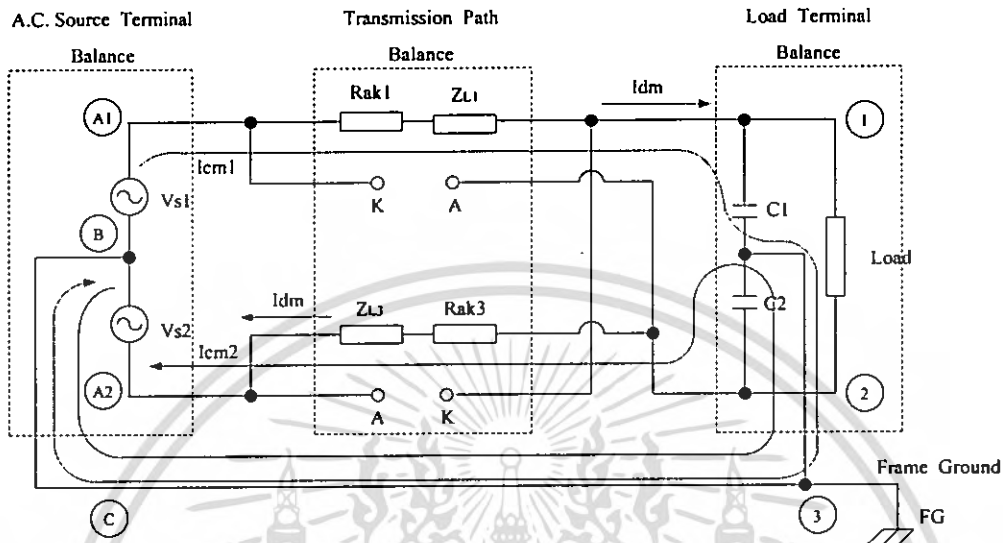 A.C. Source Terminal
Transmission Path
Load Terminal
Balance
Balance
Balance
A1
Rak1
ZL1
Idm
1
Icm1
Vs1
K
A
C1
B
Load
Idm
ZL3
Rak3
C2
Vs2
Icm2
A2
A
K
2
Frame Ground
C
3
FG